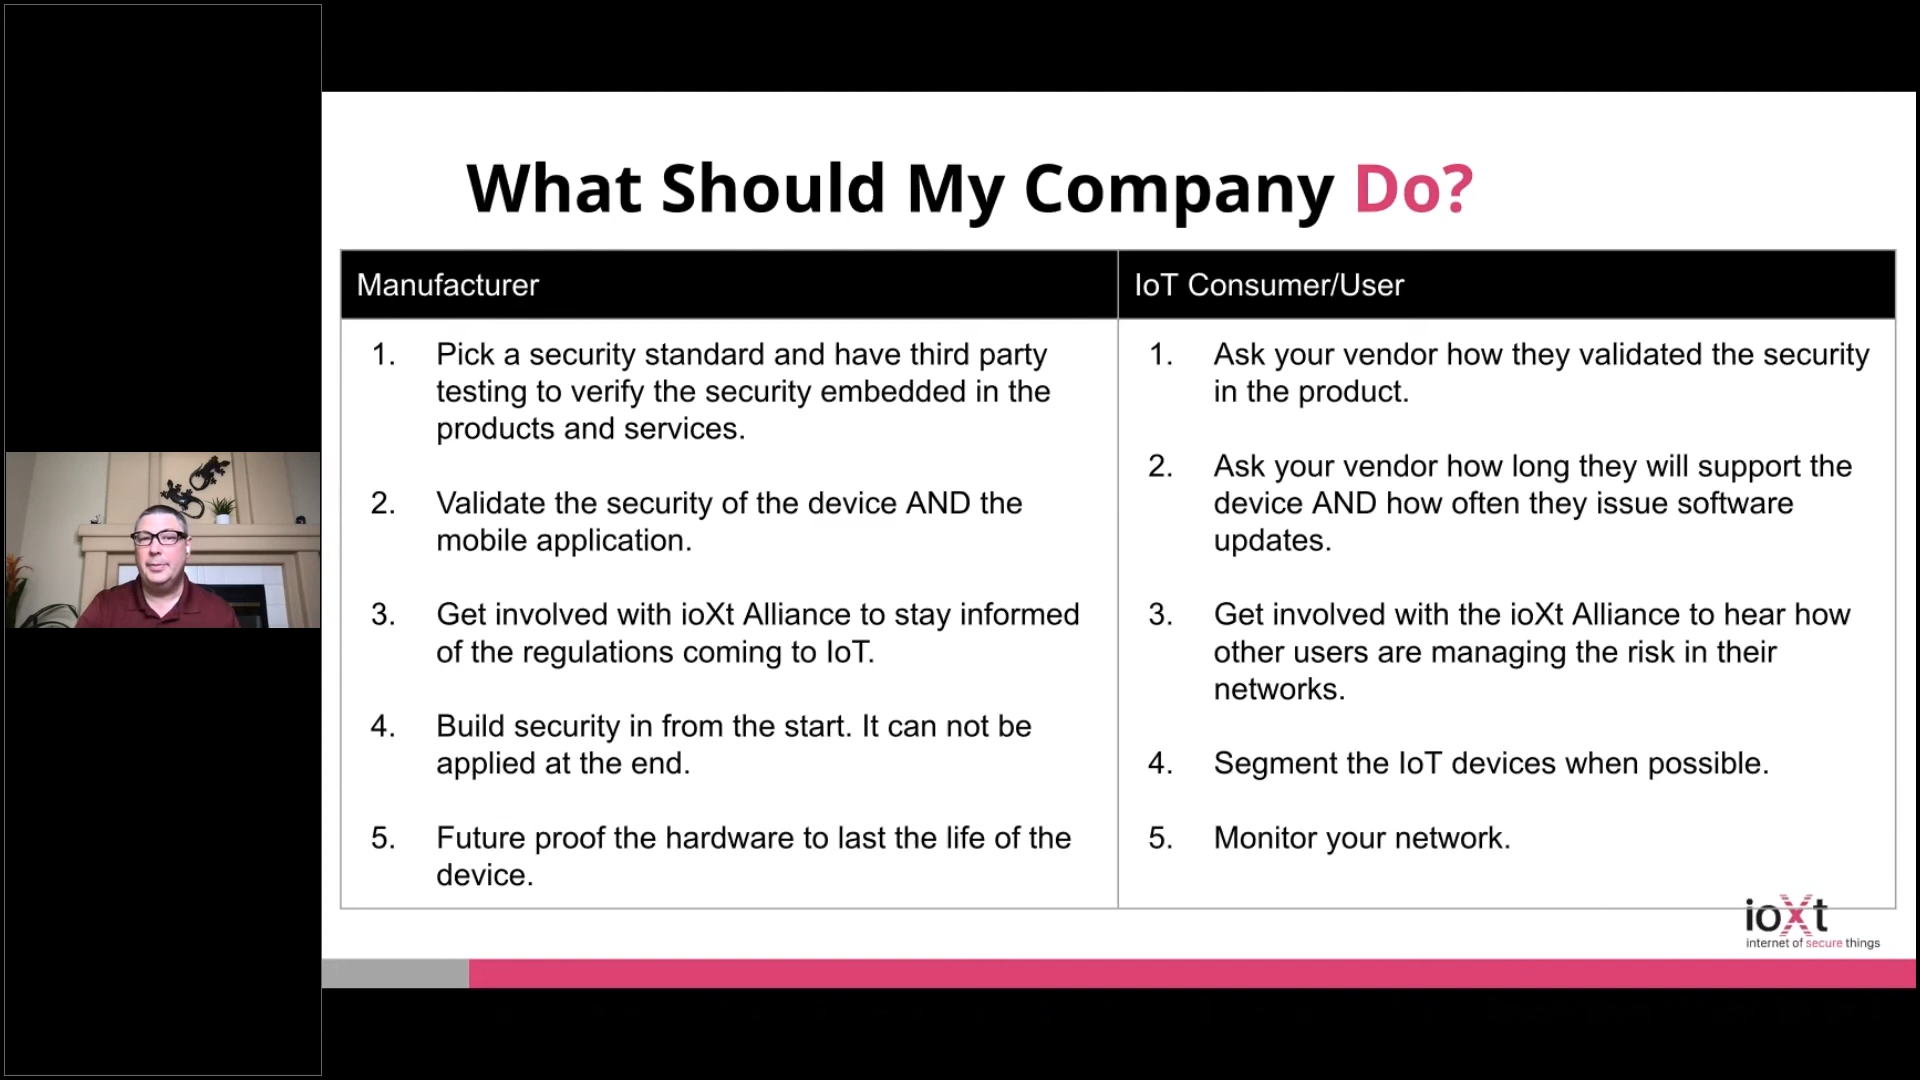 What Should My Company Do?
Manufacturer
1. Pick a security standard and have third party
testing to verify the security embedded in the
products and services.
2. Validate the security of the device AND the
mobile application.
3. Get involved with ioXt Alliance to stay informed
of the regulations coming to IoT.
4. Build security in from the start. It can not be
applied at the end.
5. Future proof the hardware to last the life of the
device.
IoT Consumer/User
1. Ask your vendor how they validated the security
in the product.
2. Ask your vendor how long they will support the
device AND how often they issue software
updates.
3. Get involved with the ioXt Alliance to hear how
other users are managing the risk in their
networks.
4. Segment the IoT devices when possible.
5. Monitor your network.
ioXt
internet of secure things